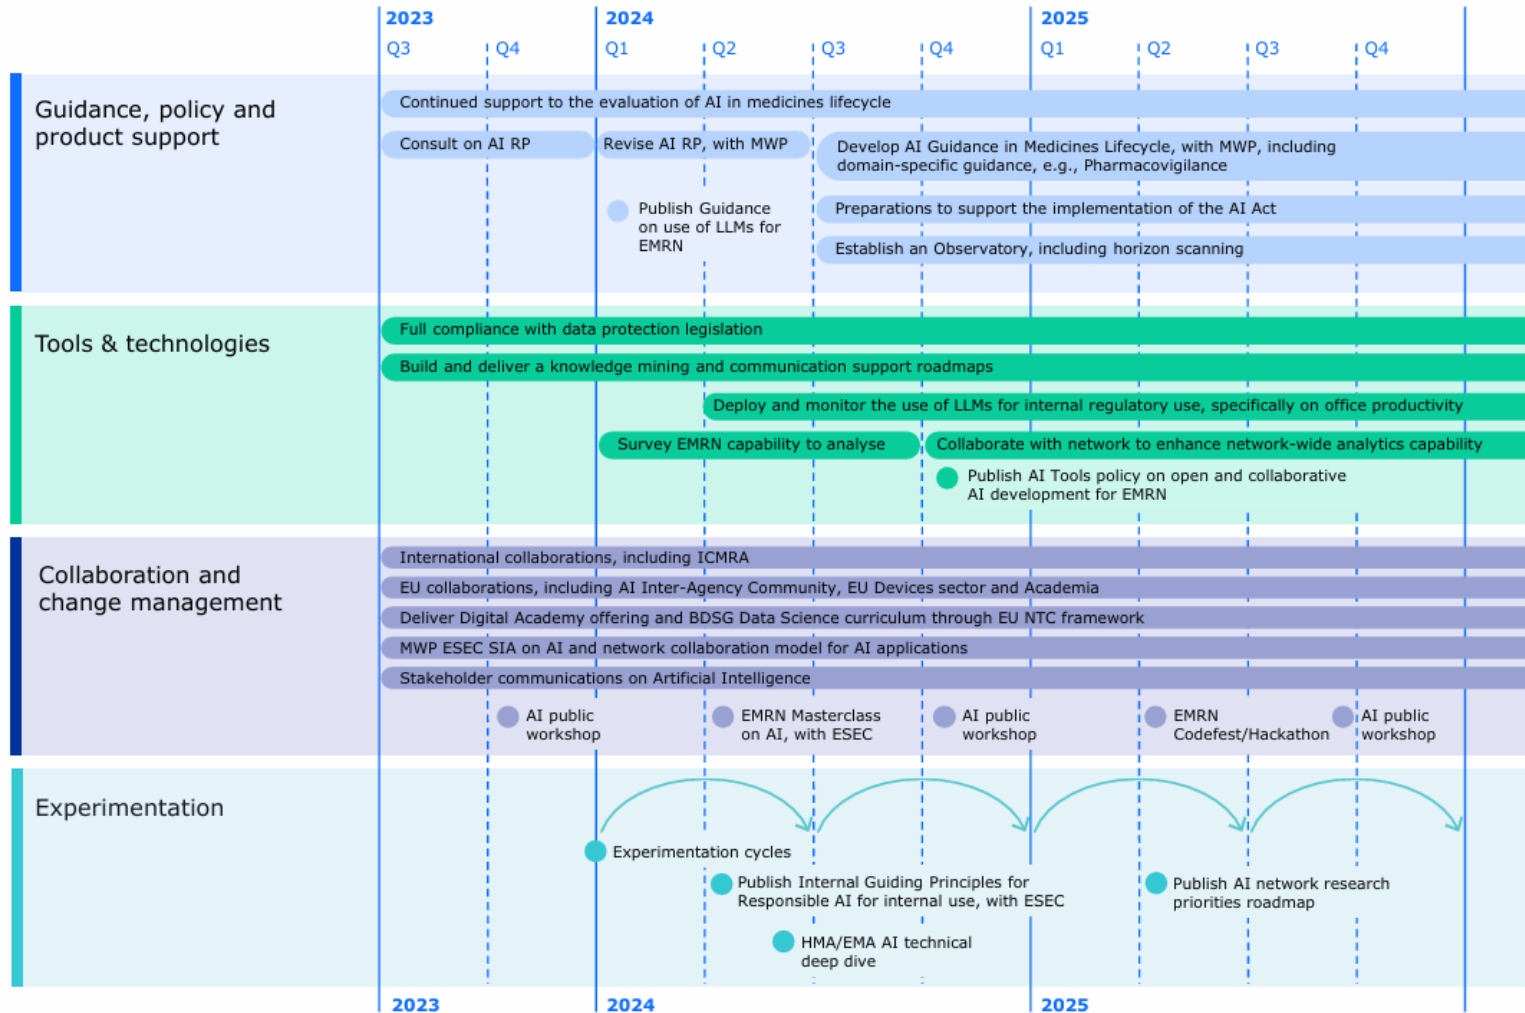 2023
2024
2025
Q3
Q4
Q1
Q2
Q3
Q4
Q1
Q2
Q3
Q4
Guidance, policy and
product support
Continued support to the evaluation of AI in medicines lifecycle
Consult on AI RP
Revise AI RP, with MWP
Develop AI Guidance in Medicines Lifecycle, with MWP, including
domain-specific guidance, e.g., Pharmacovigilance
Publish Guidance
on use of LLMs for
EMRN
Preparations to support the implementation of the AI Act
Establish an Observatory, including horizon scanning
Tools & technologies
Full compliance with data protection legislation
Build and deliver a knowledge mining and communication support roadmaps
Deploy and monitor the use of LLMs for internal regulatory use, specifically on office productivity
Survey EMRN capability to analyse
Collaborate with network to enhance network-wide analytics capability
Publish AI Tools policy on open and collaborative
AI development for EMRN
Collaboration and
change management
International collaborations, including ICMRA
EU collaborations, including AI Inter-Agency Community, EU Devices sector and Academia
Deliver Digital Academy offering and BDSG Data Science curriculum through EU NTC framework
MWP ESEC SIA on AI and network collaboration model for AI applications
Stakeholder communications on Artificial Intelligence
AI public
workshop
EMRN Masterclass
on AI, with ESEC
AI public
workshop
EMRN
Codefest/Hackathon
AI public
workshop
Experimentation
Experimentation cycles
Publish Internal Guiding Principles for
Responsible AI for internal use, with ESEC
Publish AI network research
priorities roadmap
HMA/EMA AI technical
deep dive
2023
2024
2025